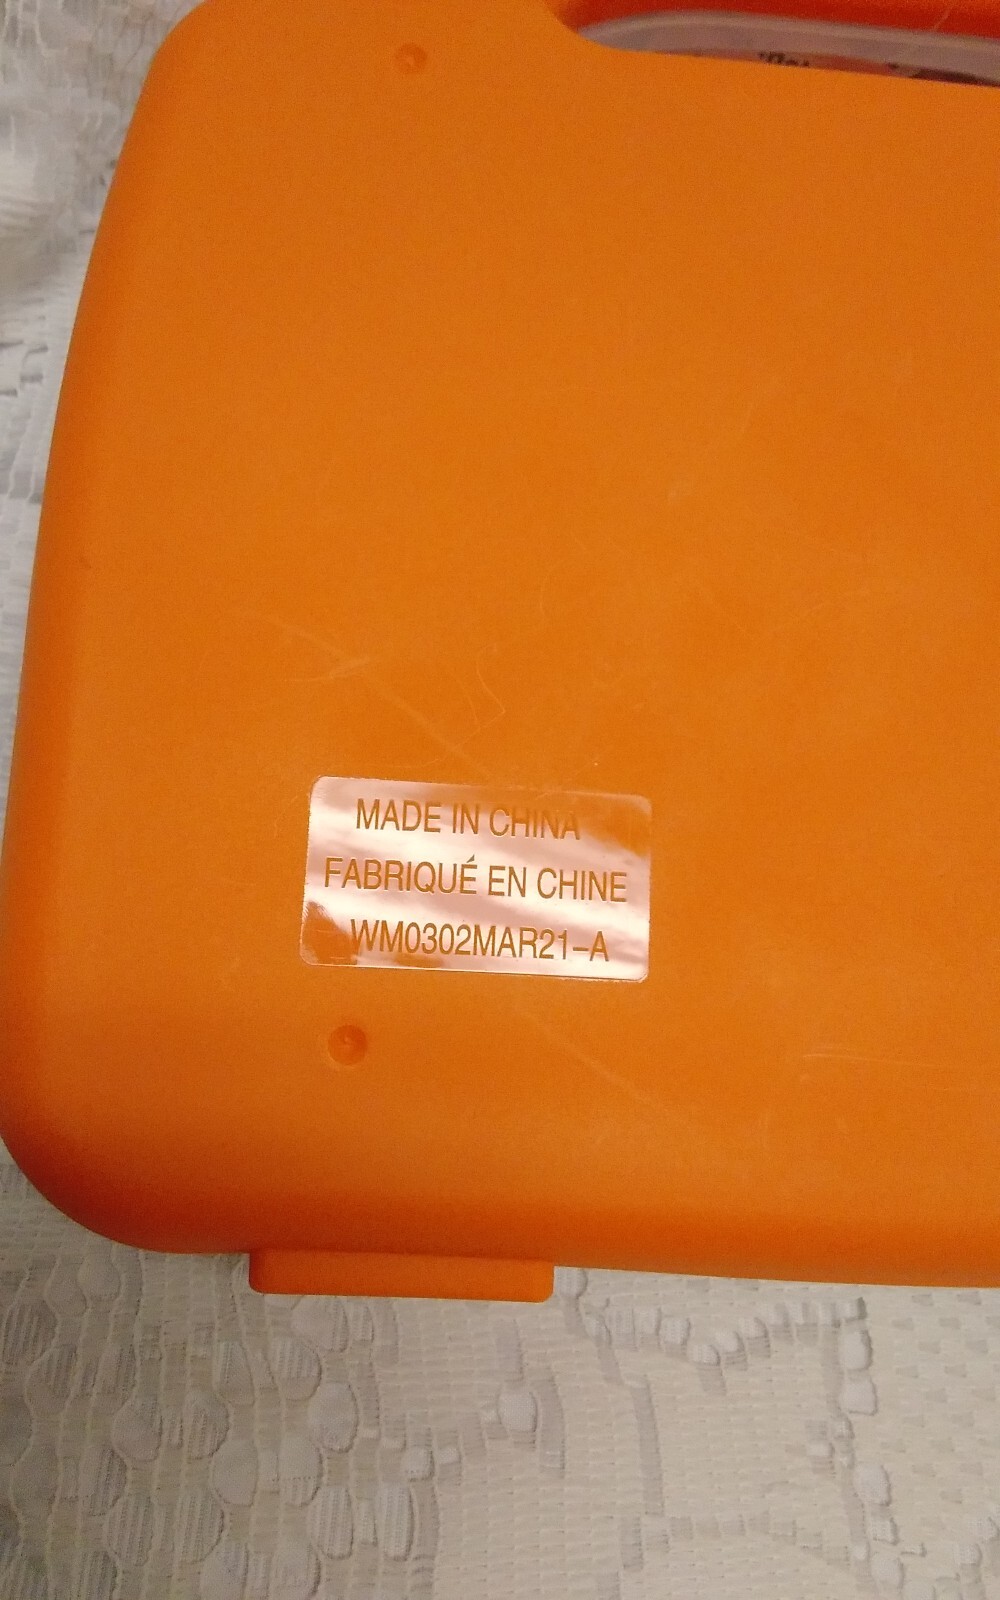 MADE IN CHINA
FABRIQUÉ EN CHINE
WM0302MAR21-A